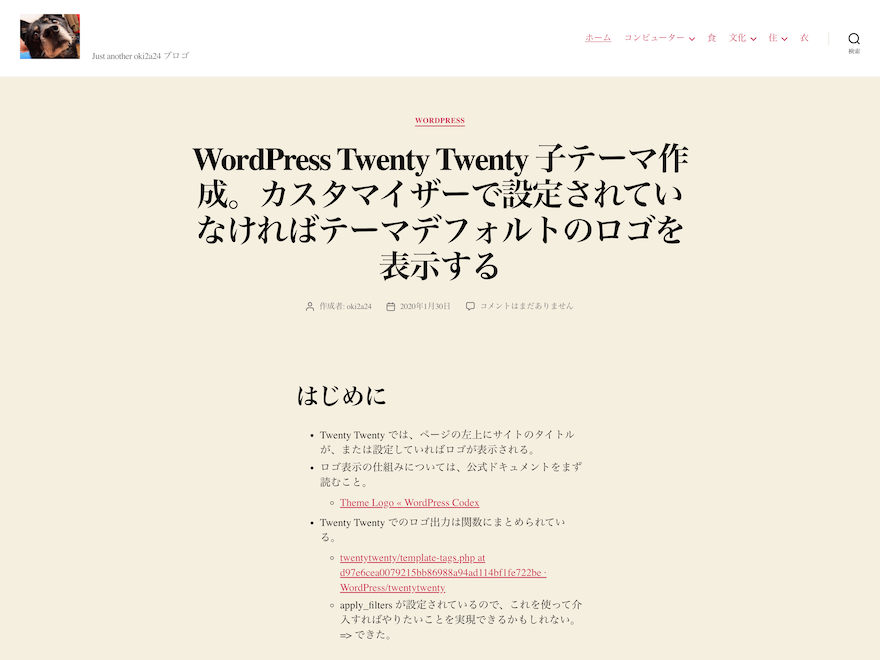 Just another oki2a24 ブロゴ
ホーム コンピューター 食 文化 住 衣
検索
WORDPRESS
WordPress Twenty Twenty 子テーマ作
成。カスタマイザーで設定されてい
なければテーマデフォルトのロゴを
表示する
作成者: oki2a24 2020年1月30日 コメントはまだありません
はじめに
Twenty Twenty では、ページの左上にサイトのタイトル
が、または設定していればロゴが表示される。
ロゴ表示の仕組みについては、公式ドキュメントをまず
読むこと。
Theme Logo « WordPress Codex
Twenty Twenty でのロゴ出力は関数にまとめられてい
る。
twentytwenty/template-tags.php at
d97e6cea0079215bb86988a94ad114bf1fe722be ·
WordPress/twentytwenty
apply_filters が設定されているので、これを使って介
入すればやりたいことを実現できるかもしれない。
=> できた。